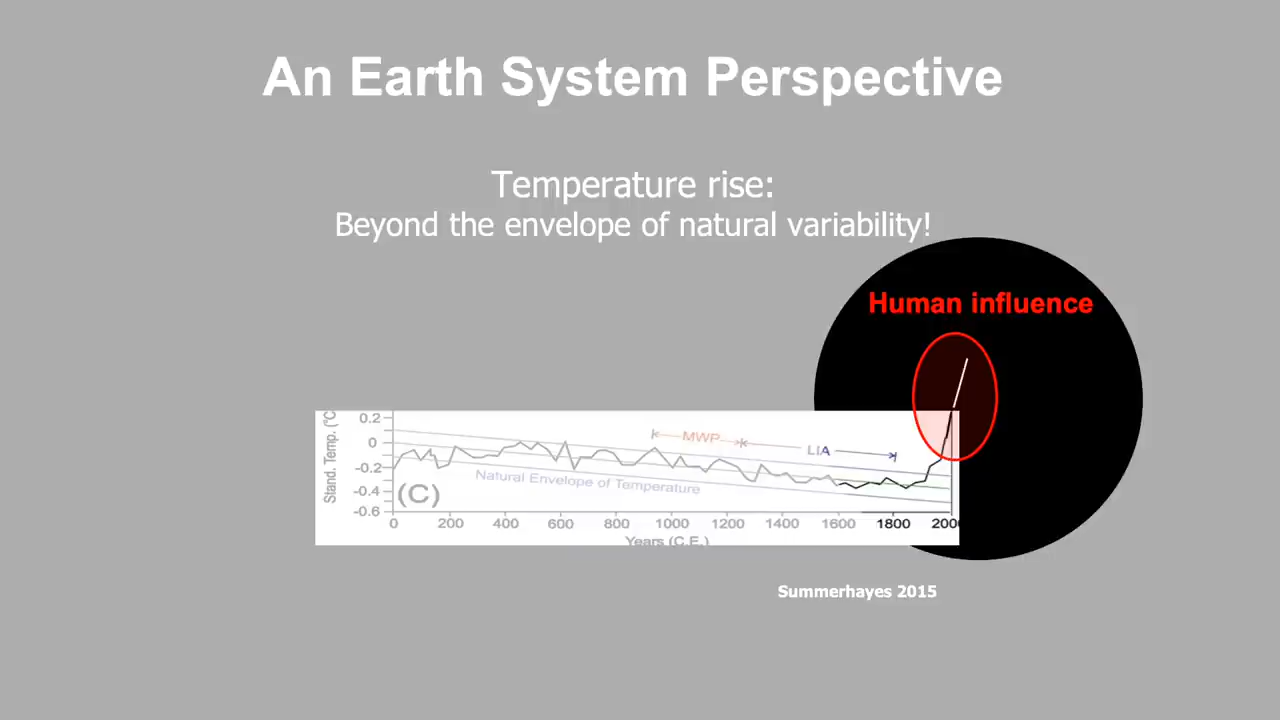 An Earth System Perspective
Temperature rise:
Beyond the envelope of natural variability!
Human influence
Stand. Temp. (°C
0.2
0
-0.2
-0.4
-0.6
MWP
LIA
Natural Envelope of Temperature
(C)
0 200 400 600 800 1000 1200 1400 1600 1800 2000
Years (C.E.)
Summerhayes 2015